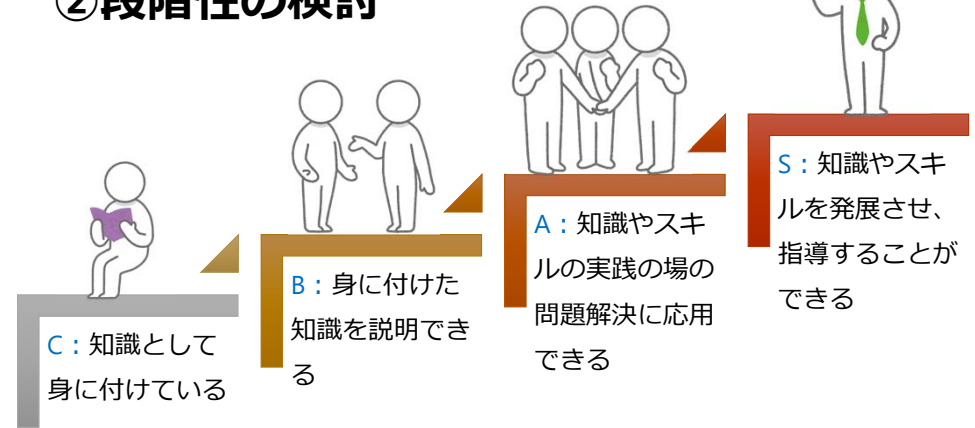 ②段階性の検討
C：知識として
身に付けている
B：身に付けた
知識を説明でき
る
A：知識やスキ
ルの実践の場の
問題解決に応用
できる
S：知識やスキ
ルを発展させ、
指導することが
できる